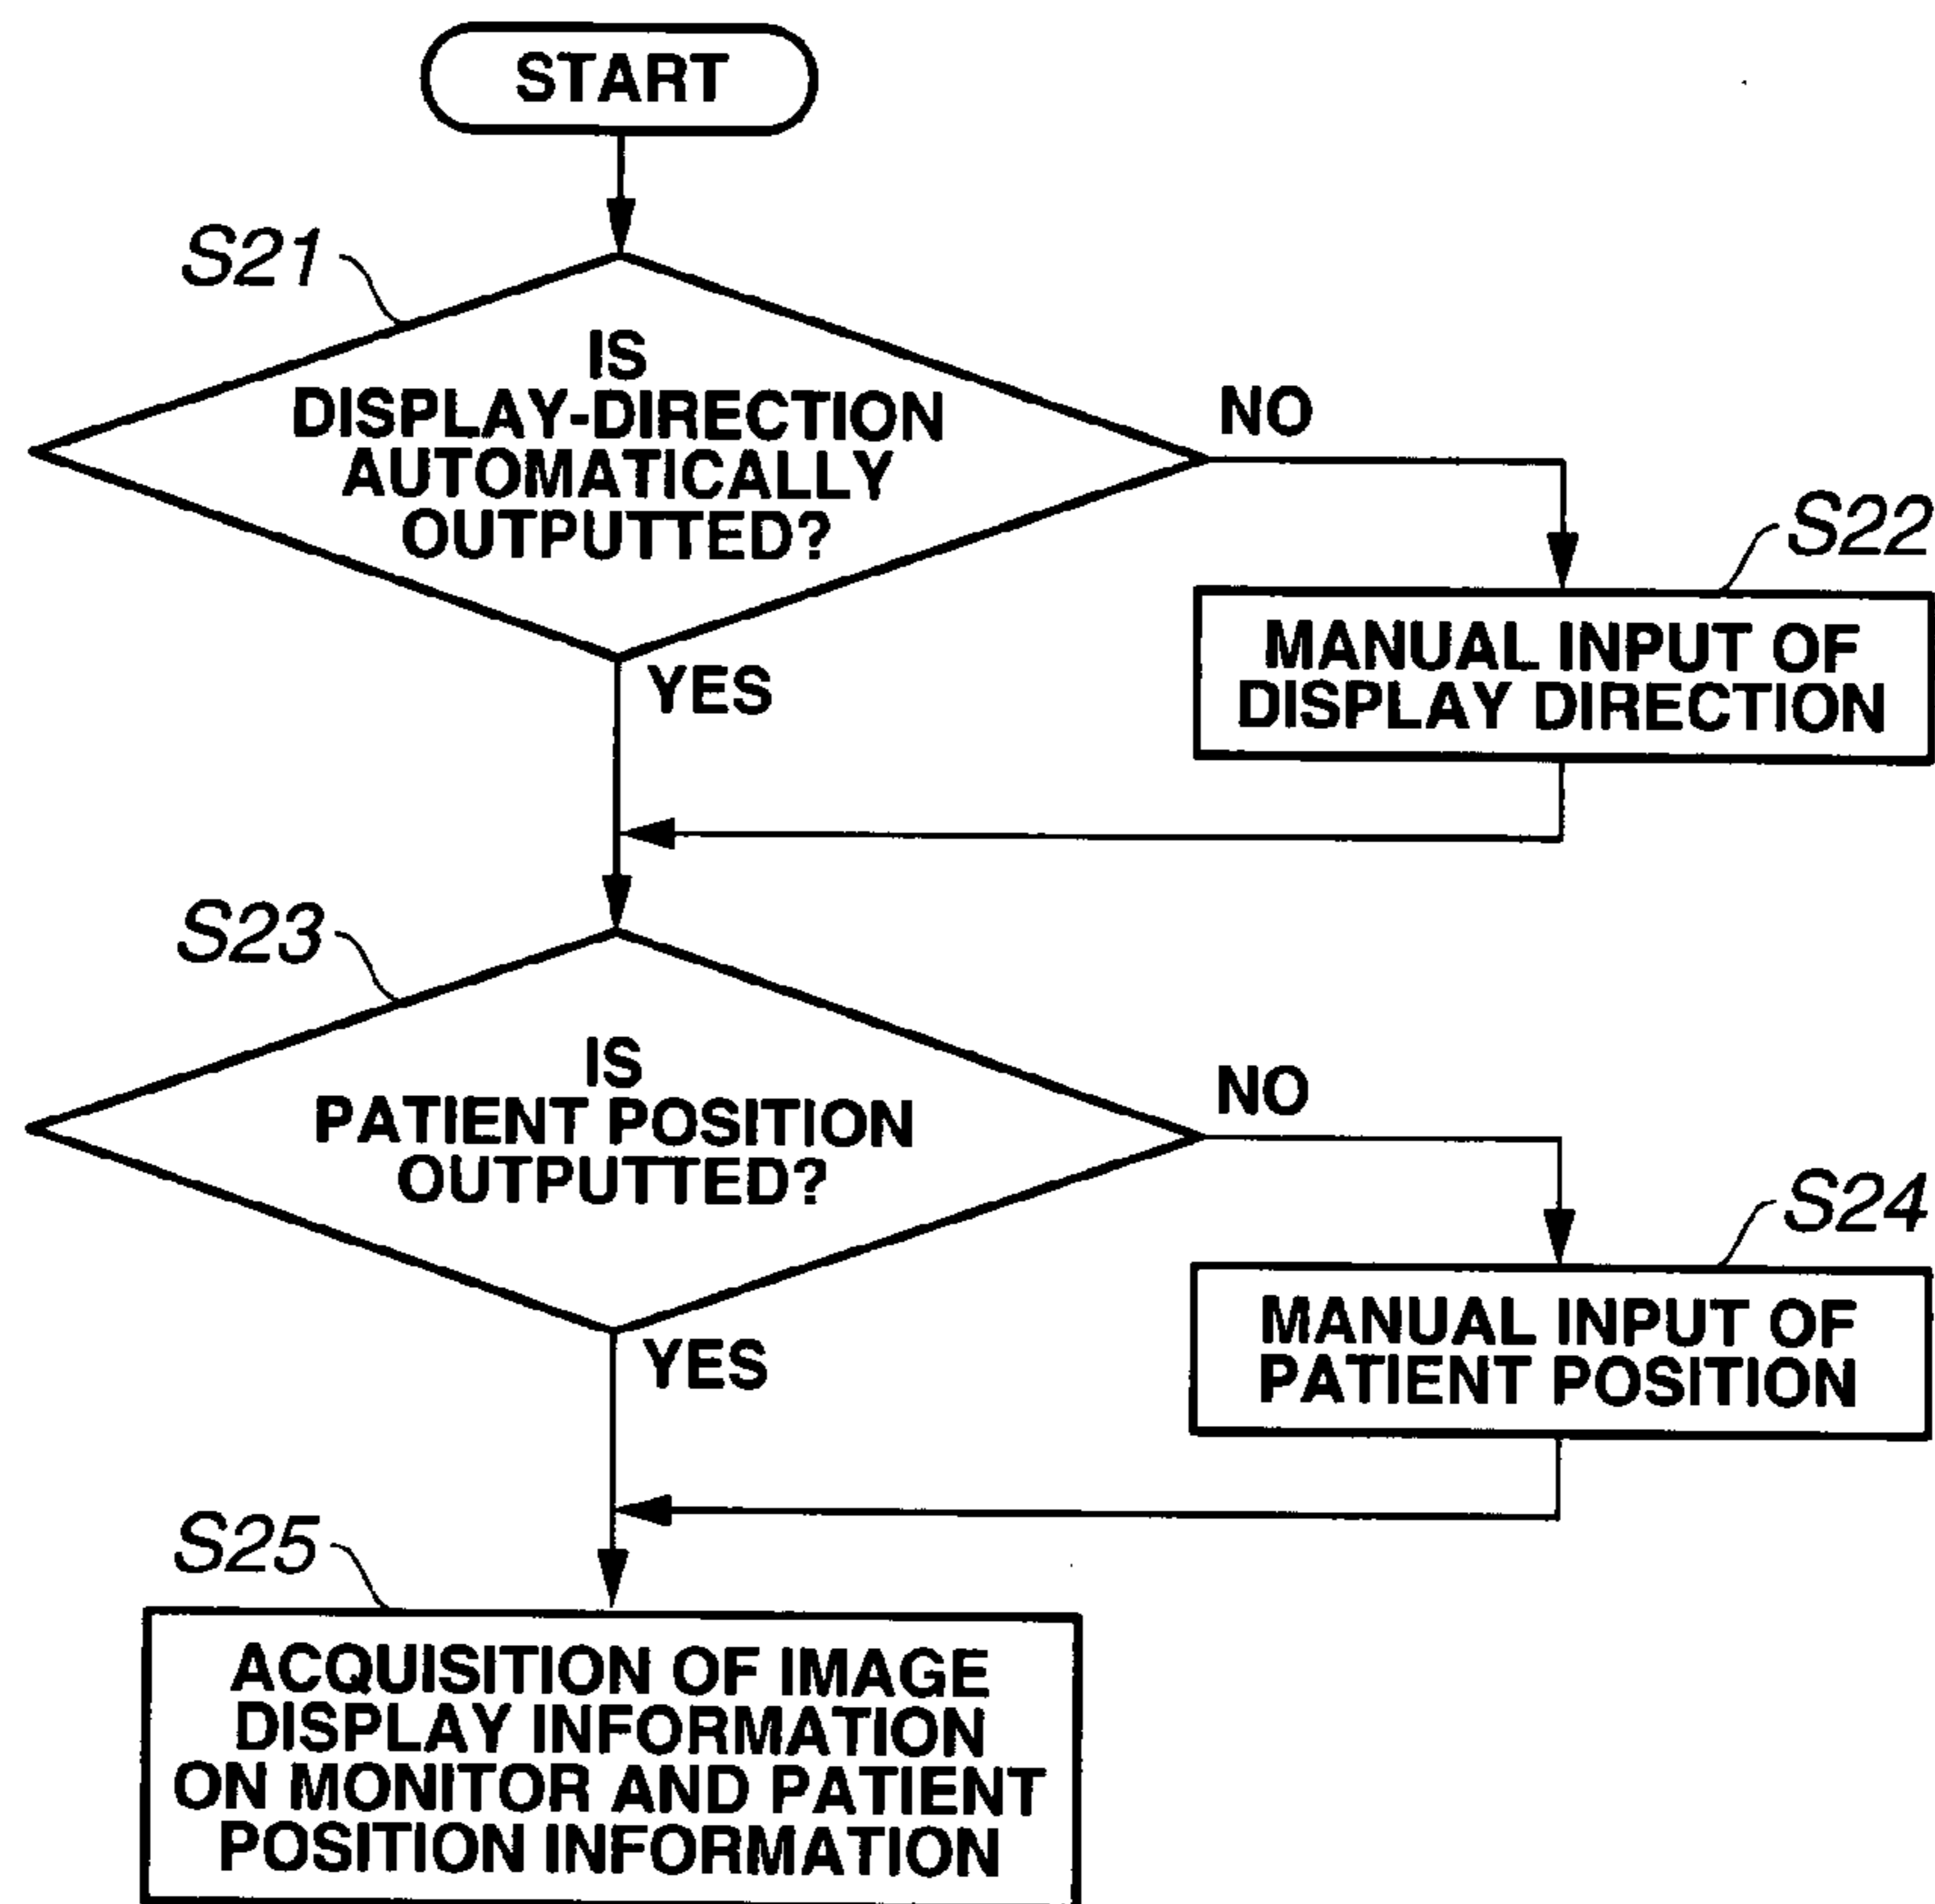 START
S21
IS
DISPLAY-DIRECTION
AUTOMATICALLY
OUTPUTTED?
NO
S22
MANUAL INPUT OF
DISPLAY DIRECTION
YES
S23
IS
PATIENT POSITION
OUTPUTTED?
NO
S24
MANUAL INPUT OF
PATIENT POSITION
YES
S25
ACQUISITION OF IMAGE
DISPLAY INFORMATION
ON MONITOR AND PATIENT
POSITION INFORMATION